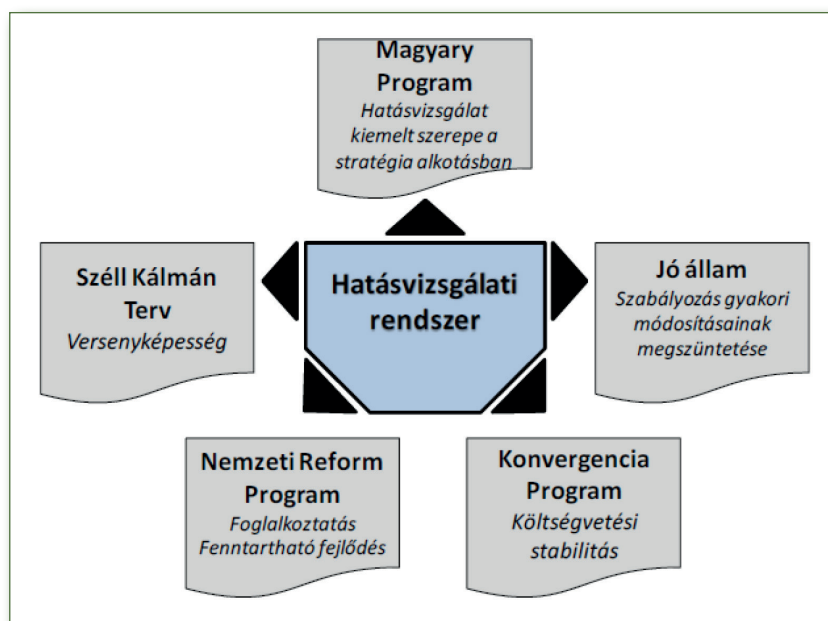 Magyary
Program
Hatásvizsgálat
kiemelt szerepe a
stratégia alkotásban
Széll Kálmán
Terv
Versenyképesség
Hatásvizsgálati
rendszer
Jó állam
Szabályozás gyakori
módosításainak
megszüntetése
Nemzeti Reform
Program
Foglalkoztatás
Fenntartható fejlődés
Konvergencia
Program
Költségvetési
stabilitás